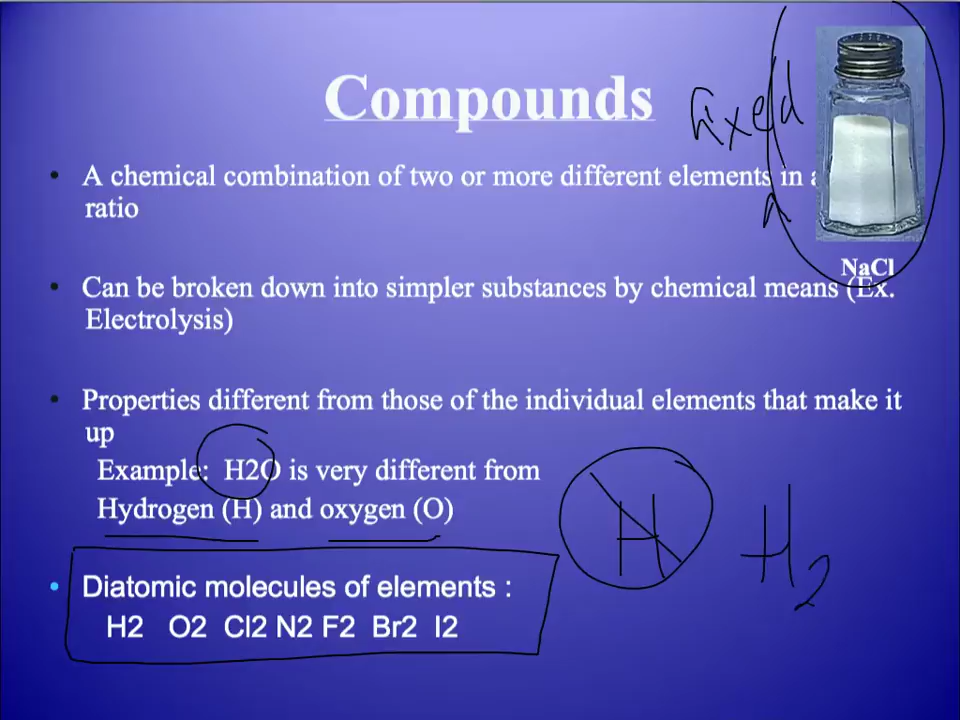 Compounds
fixed
• A chemical combination of two or more different elements in a
ratio
NaCl
• Can be broken down into simpler substances by chemical means (Ex.
Electrolysis)
• Properties different from those of the individual elements that make it
up
Example: H2O is very different from
Hydrogen (H) and oxygen (O)
H H2
• Diatomic molecules of elements :
H2 O2 Cl2 N2 F2 Br2 I2